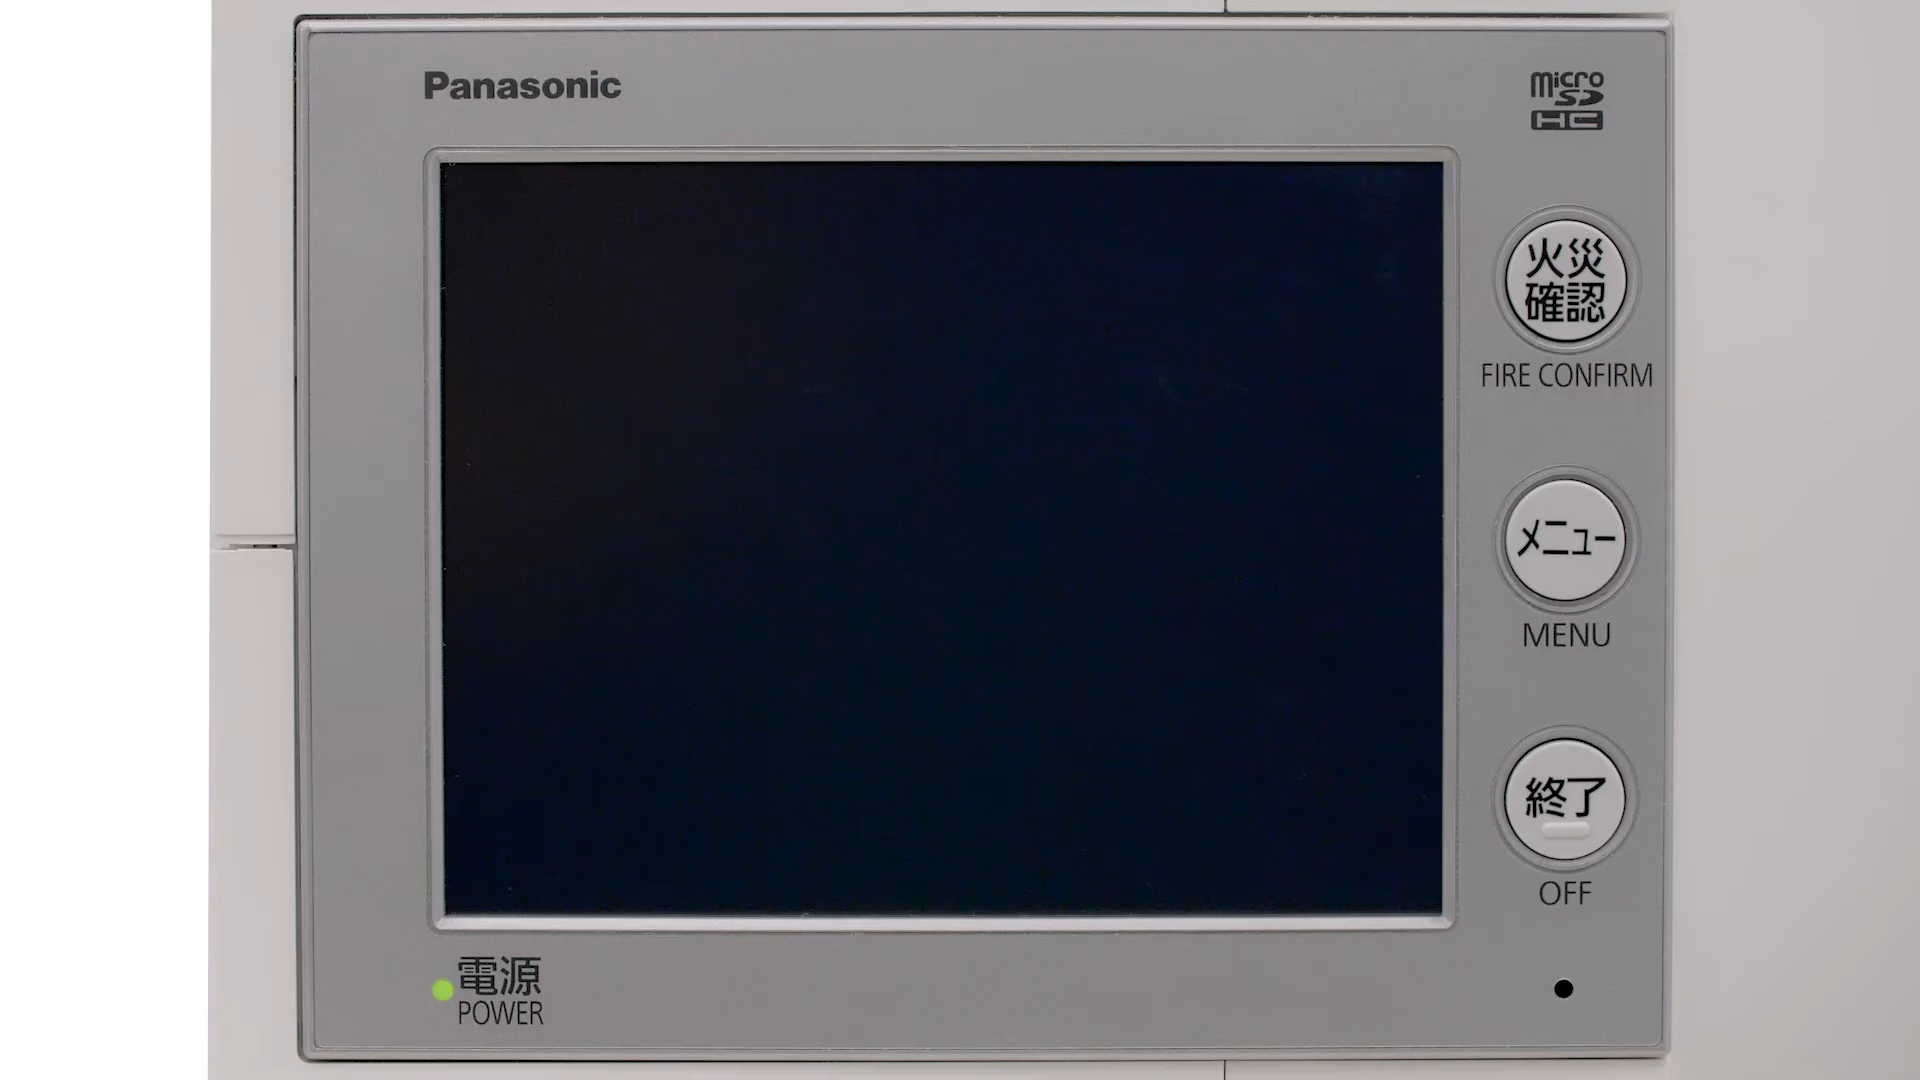 Panasonic
micro
SD
HC
火災
確認
FIRE CONFIRM
メニュー
MENU
終了
OFF
電源
POWER